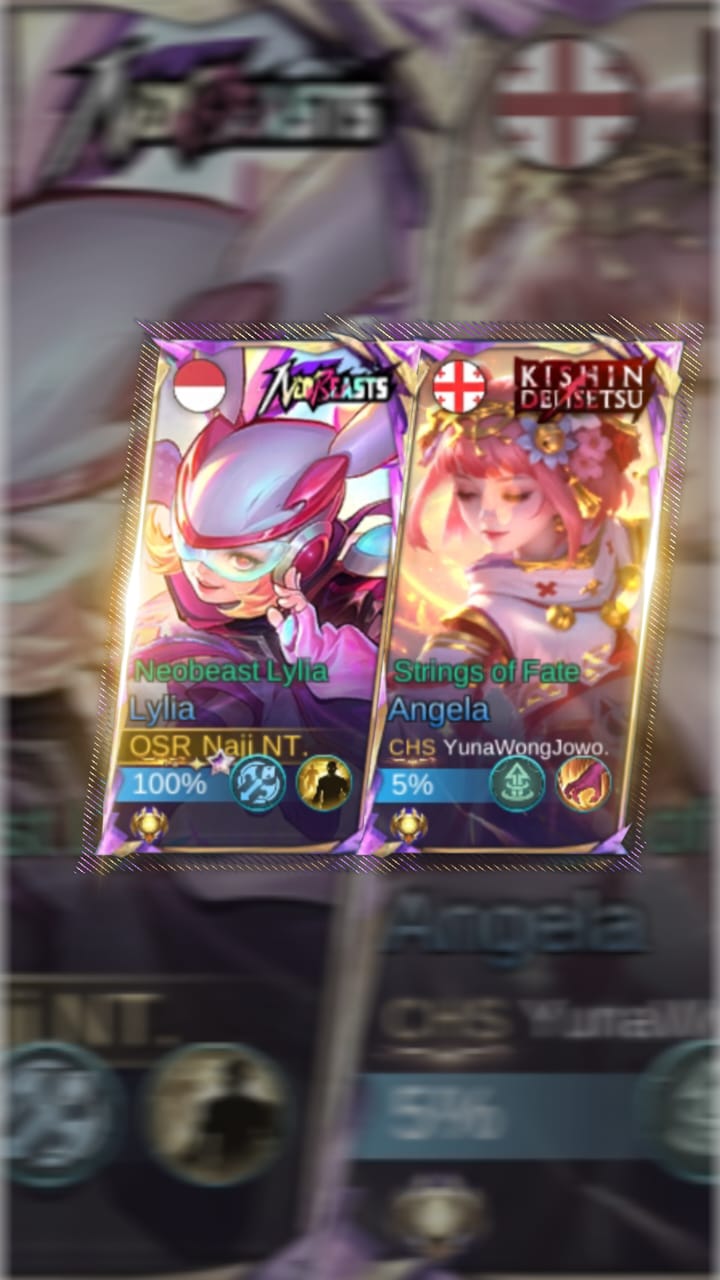 NEOBEASTS
KISHIN
DENSETSU
Neobeast Lylia
Strings of Fate
Lylia
Angela
OSR Naji NT.
CHS YunaWongJowo.
100%
5%
Angela
NT.
CHS YunaW
5%